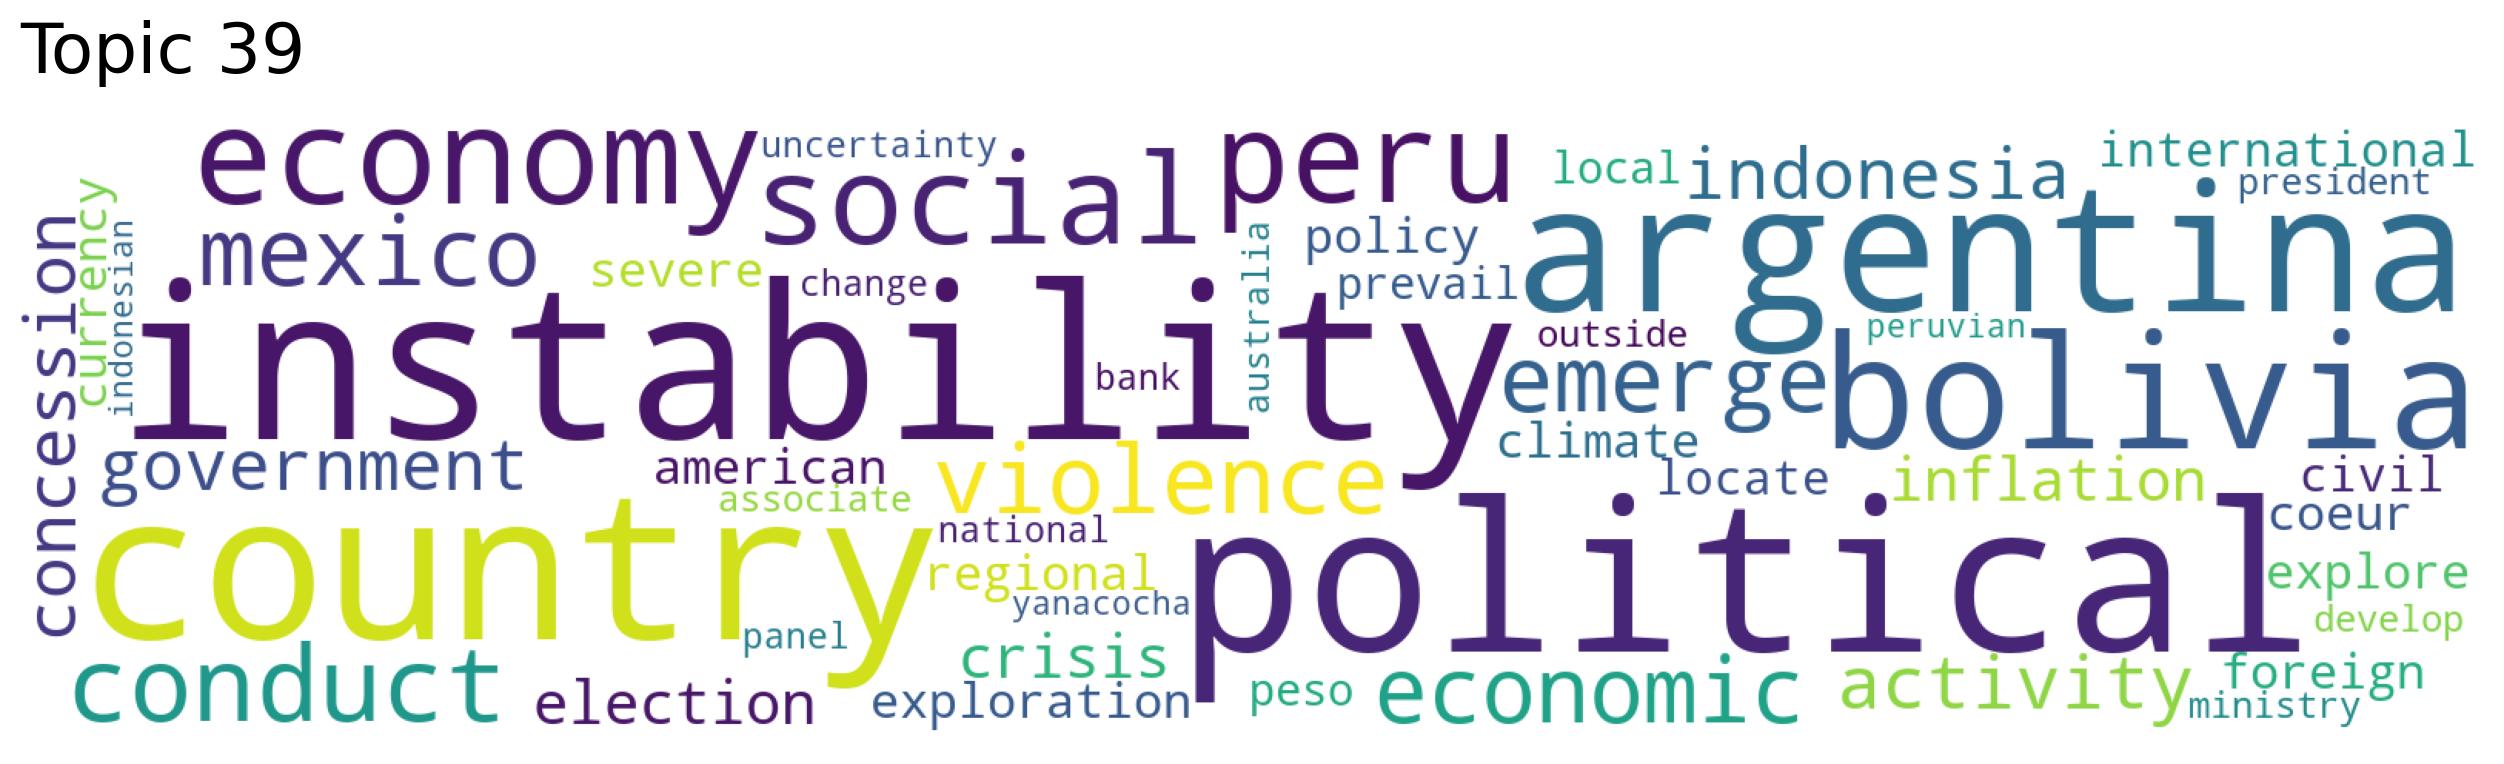 Topic 39
economy
uncertainty
social
peru
local
indonesia
international
president
concession
currency
indonesian
mexico
severe
change
australia
policy
prevail
argentina
instability
bank
outside
peruvian
emerge
bolivia
climate
government
american
associate
violence
locate
inflation
civil
coeur
country
national
regional
yanacocha
political
explore
develop
panel
conduct
crisis
election
exploration
peso
economic
activity
foreign
ministry